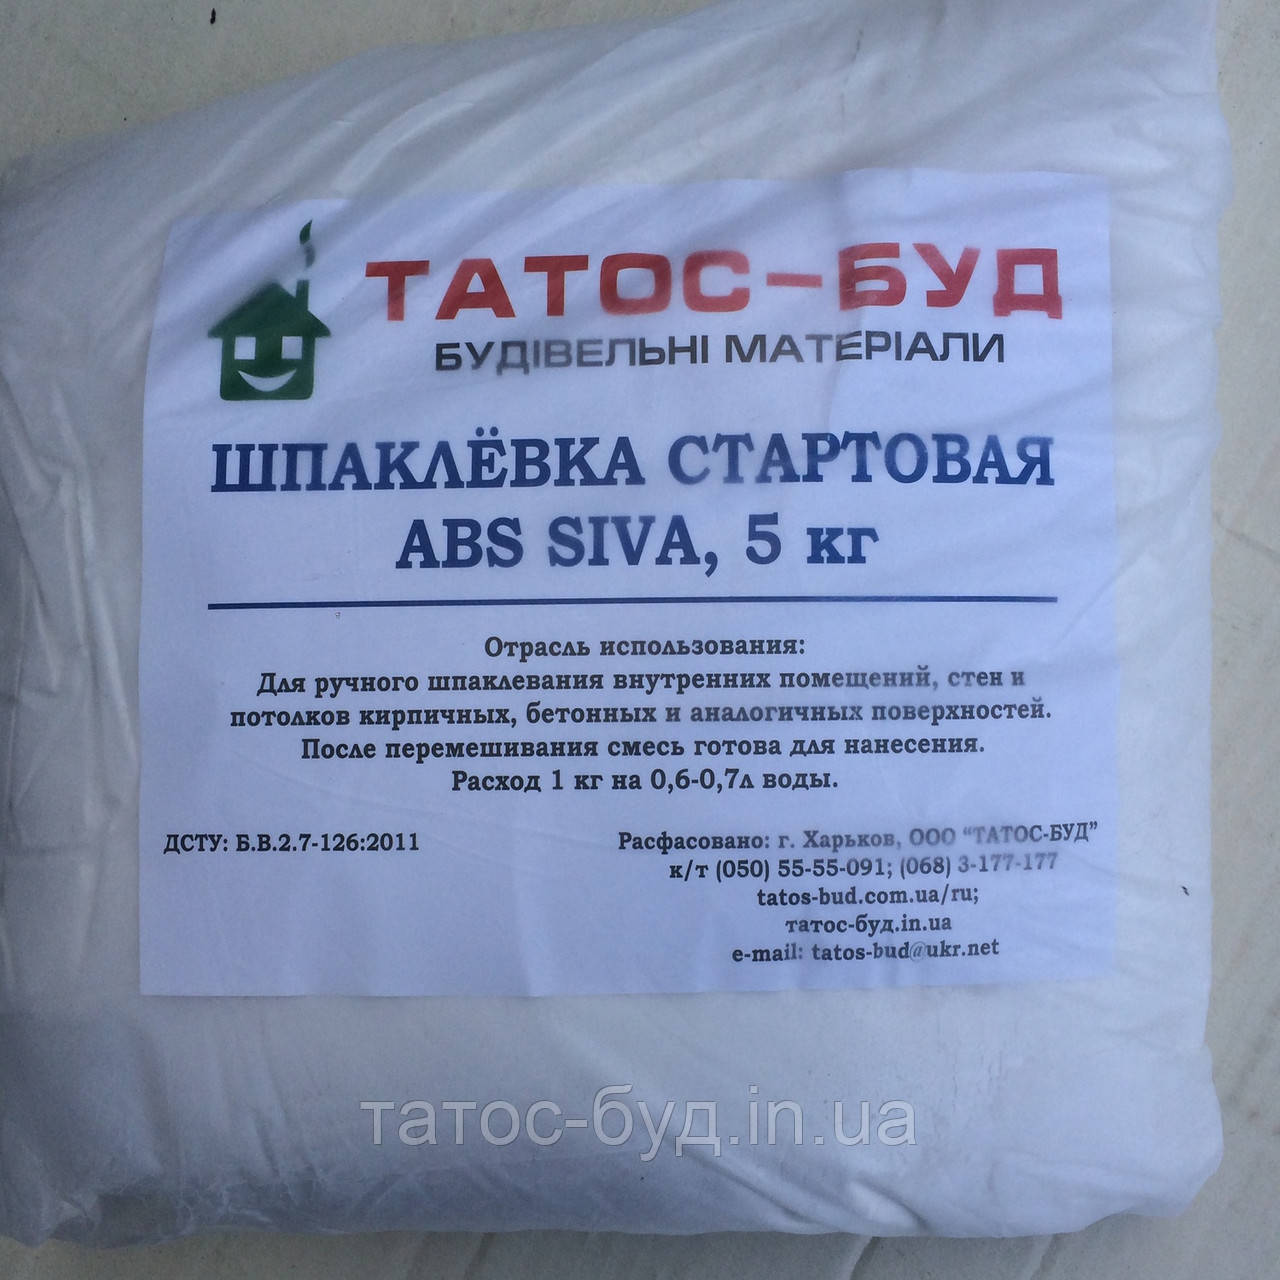 ТАТОС-БУД
БУДІВЕЛЬНІ МАТЕРІАЛИ
ШПАКЛЁВКА СТАРТОВАЯ
ABS SIVA, 5 кг
Отрасль использования:
Для ручного шпаклевания внутренних помещений, стен и
потолков кирпичных, бетонных и аналогичных поверхностей.
После перемешивания смесь готова для нанесения.
Расход 1 кг на 0,6-0,7л воды.
ДСТУ: Б.В.2.7-126:2011
Расфасовано: г. Харьков, ООО "ТАТОС-БУД"
к/т (050) 55-55-091; (068) 3-177-177
tatos-bud.com.ua/ru;
татос-буд.in.ua
e-mail: tatos-bud@ukr.net
татос-буд.in.ua